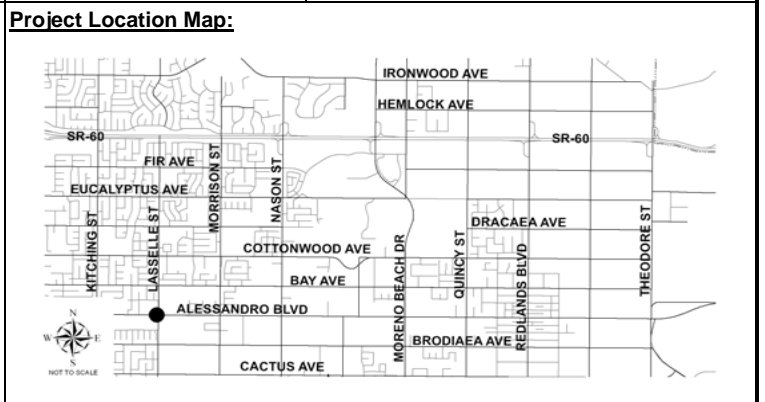 Project Location Map:
IRONWOOD AVE
HEMLOCK AVE
SR-60
SR-60
FIR AVE
EUCALYPTUS AVE
MORRISON ST
NASON ST
KITCHING ST
LASSELLE ST
COTTONWOOD AVE
BAY AVE
DRACAEA AVE
MORENO BEACH DR
QUINCY ST
REDLANDS BLVD
THEODORE ST
ALESSANDRO BLVD
BRODIAEA AVE
CACTUS AVE
N
W E
S
NOT TO SCALE